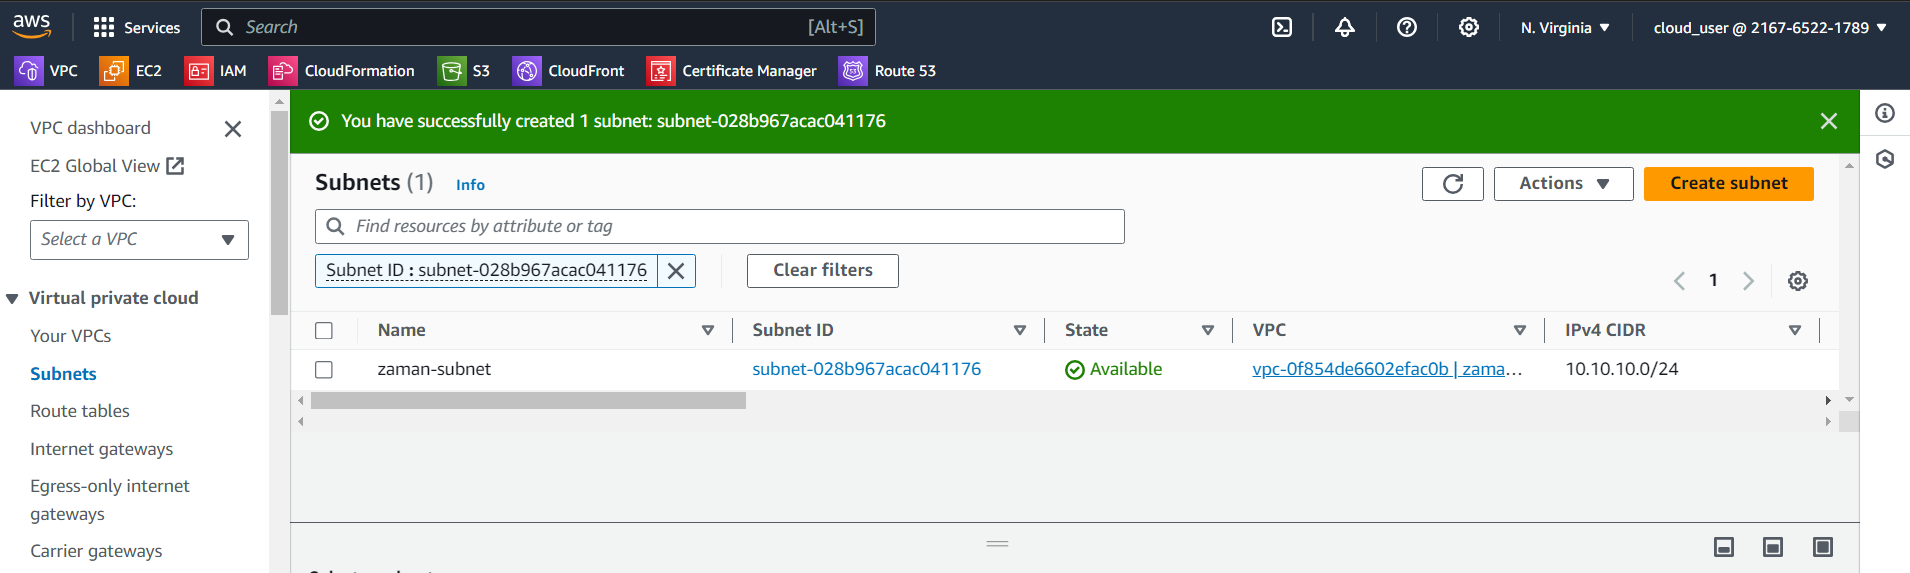 aws
Services
Search
[Alt+S]
N. Virginia
cloud_user @ 2167-6522-1789
VPC
EC2
IAM
CloudFormation
S3
CloudFront
Certificate Manager
Route 53
VPC dashboard
EC2 Global View
Filter by VPC:
Select a VPC
Virtual private cloud
Your VPCs
Subnets
Route tables
Internet gateways
Egress-only internet
gateways
Carrier gateways
You have successfully created 1 subnet: subnet-028b967acac041176
Subnets (1)
Info
Actions
Create subnet
Find resources by attribute or tag
Subnet ID : subnet-028b967acac041176
Clear filters
1
Name
Subnet ID
State
VPC
IPv4 CIDR
zaman-subnet
subnet-028b967acac041176
Available
vpc-0f854de6602efac0b | zama…
10.10.10.0/24